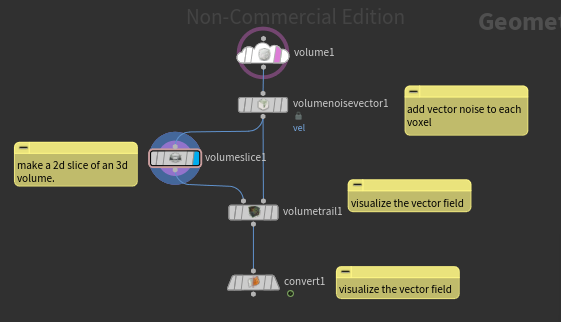 Non-Commercial Edition
Geome
volume1
volumenoisevector1
vel
add vector noise to each
voxel
make a 2d slice of an 3d
volume.
volumeslice1
volumetrail1
visualize the vector field
convert1
visualize the vector field